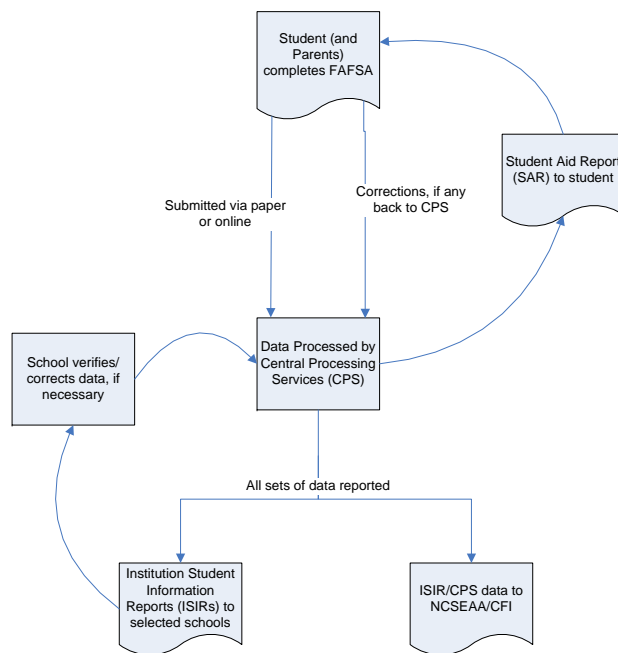 Student (and
Parents)
completes FAFSA
Student Aid Report
(SAR) to student
Submitted via paper
or online
Corrections, if any
back to CPS
School verifies/
corrects data, if
necessary
Data Processed by
Central Processing
Services (CPS)
All sets of data reported
Institution Student
Information
Reports (ISIRs) to
selected schools
ISIR/CPS data to
NCSEAA/CFI